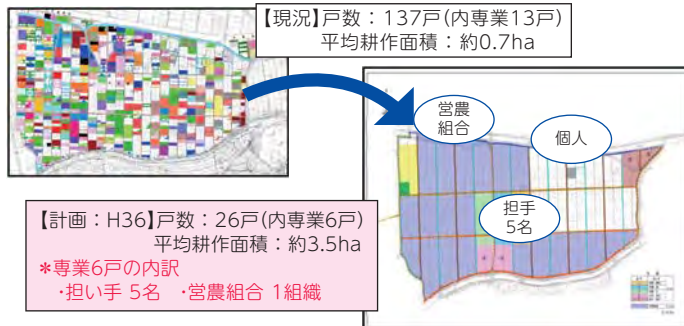 【現況】戸数：137戸(内専業13戸)
平均耕作面積：約0.7ha
営農
組合
個人
担手
5名
【計画：H36】戸数：26戸(内専業6戸)
平均耕作面積：約3.5ha
＊専業6戸の内訳
・担い手 5名　・営農組合 1組織